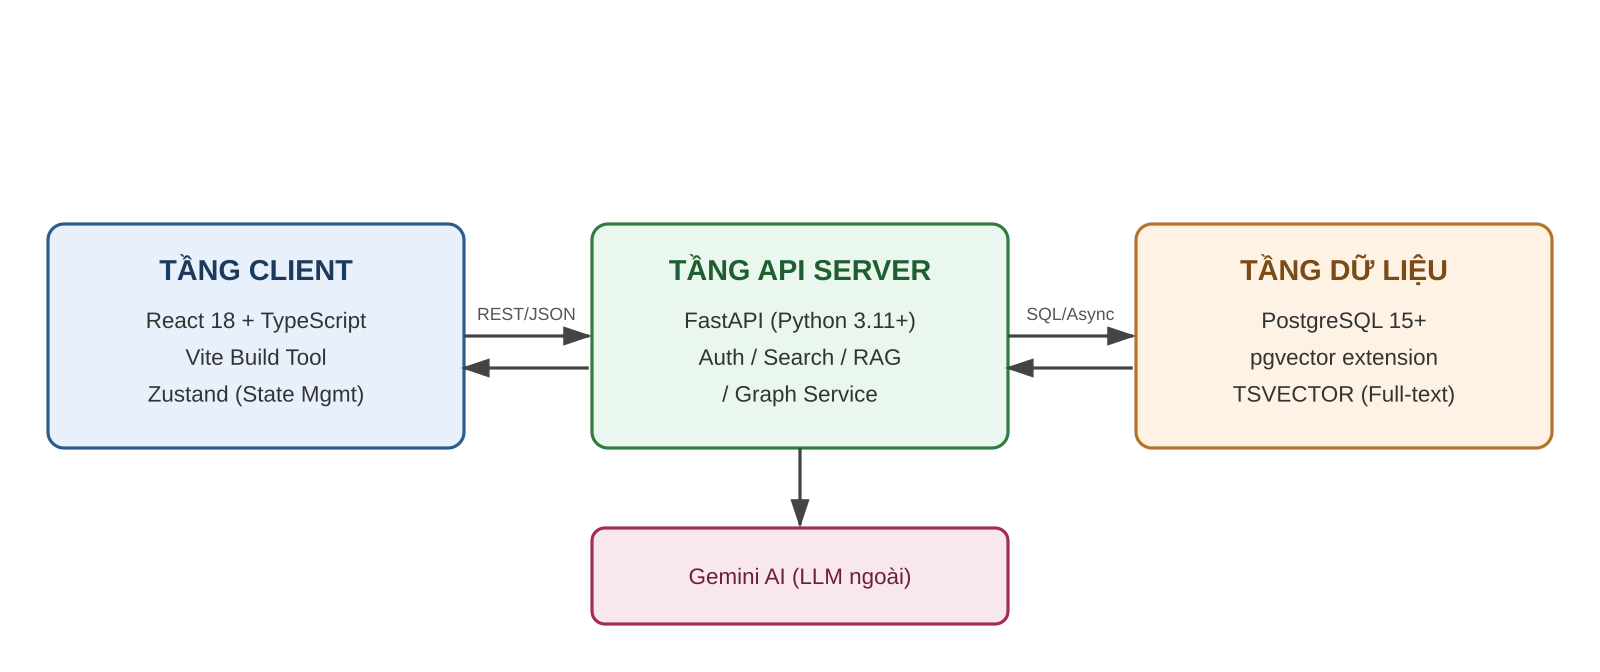 TẦNG CLIENT
React 18 + TypeScript
Vite Build Tool
Zustand (State Mgmt)
REST/JSON
TẦNG API SERVER
FastAPI (Python 3.11+)
Auth / Search / RAG
/ Graph Service
SQL/Async
TẦNG DỮ LIỆU
PostgreSQL 15+
pgvector extension
TSVECTOR (Full-text)
Gemini AI (LLM ngoài)